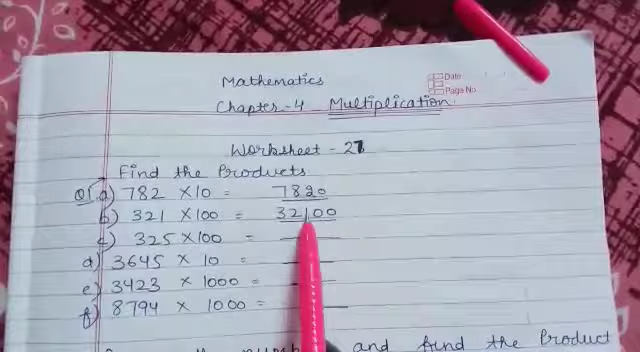 Mathematics
Date
Page No
Chapter-4 Multiplication
Worksheet - 27
Find the Products
Q1. a) 782 × 10 = 7820
b) 321 × 100 = 32100
c) 325 × 100 =
d) 3645 × 10 =
e) 3423 × 1000 =
f) 8794 × 1000 =
and find the Product